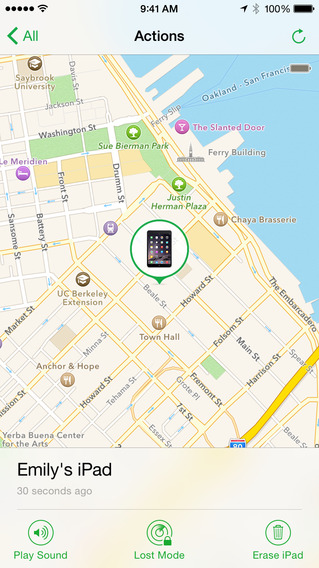 9:41 AM
100%
All
Actions
Saybrook
University
Davis St
Jackson St
Oakland - San Franci
Ferry Slip
The Slanted Door
Washington St
Sue Bierman Park
Ferry Building
Le Meridien
Front St
Drumm St
Justin
Herman Plaza
Sansome St
Battery St
Chaya Brasserie
The Embarcadero
UC Berkeley
Extension
Beale St
Howard St
Market St
Town Hall
Minna St
Folsom St
Main St
Spear St
Anchor & Hope
Howard St
Tehama St
Fremont St
Harrison St
Mission St
Grote Pl
1st St
Yerba Buena Center
for the Arts
Essex St
80
Emily's iPad
30 seconds ago
Play Sound
Lost Mode
Erase iPad